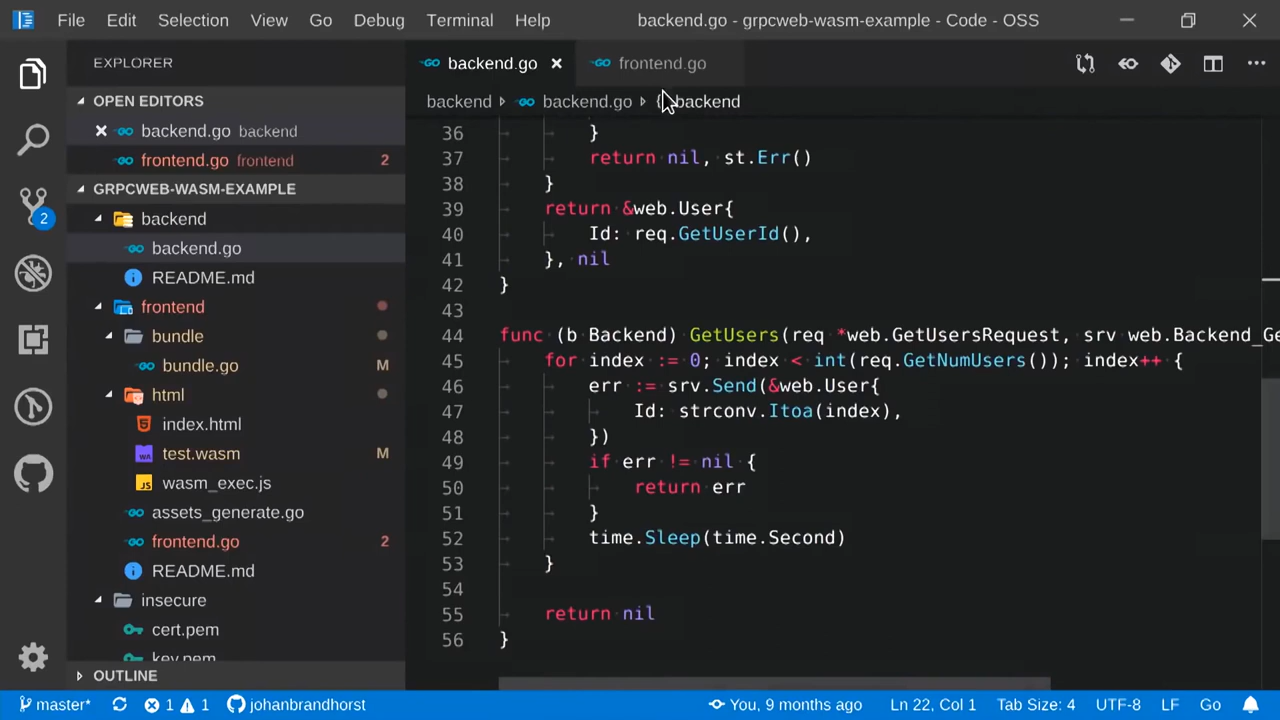 File Edit Selection View Go Debug Terminal Help backend.go - grpcweb-wasm-example - Code - OSS
EXPLORER
OPEN EDITORS
backend.go backend
frontend.go frontend 2
GRPCWEB-WASM-EXAMPLE
backend
backend.go
README.md
frontend
bundle
bundle.go M
html
index.html
test.wasm M
wasm_exec.js
assets_generate.go
frontend.go 2
README.md
insecure
cert.pem
key.pem
OUTLINE
2
backend.go frontend.go
backend backend.go backend
36 }
37 return nil, st.Err()
38 }
39 return &web.User{
40 Id: req.GetUserId(),
41 }, nil
42 }
43
44 func (b Backend) GetUsers(req *web.GetUsersRequest, srv web.Backend_Ge
45 for index := 0; index < int(req.GetNumUsers()); index++ {
46 err := srv.Send(&web.User{
47 Id: strconv.Itoa(index),
48 })
49 if err != nil {
50 return err
51 }
52 time.Sleep(time.Second)
53 }
54
55 return nil
56 }
master* 1 1 johanbrandhorst You, 9 months ago Ln 22, Col 1 Tab Size: 4 UTF-8 LF Go